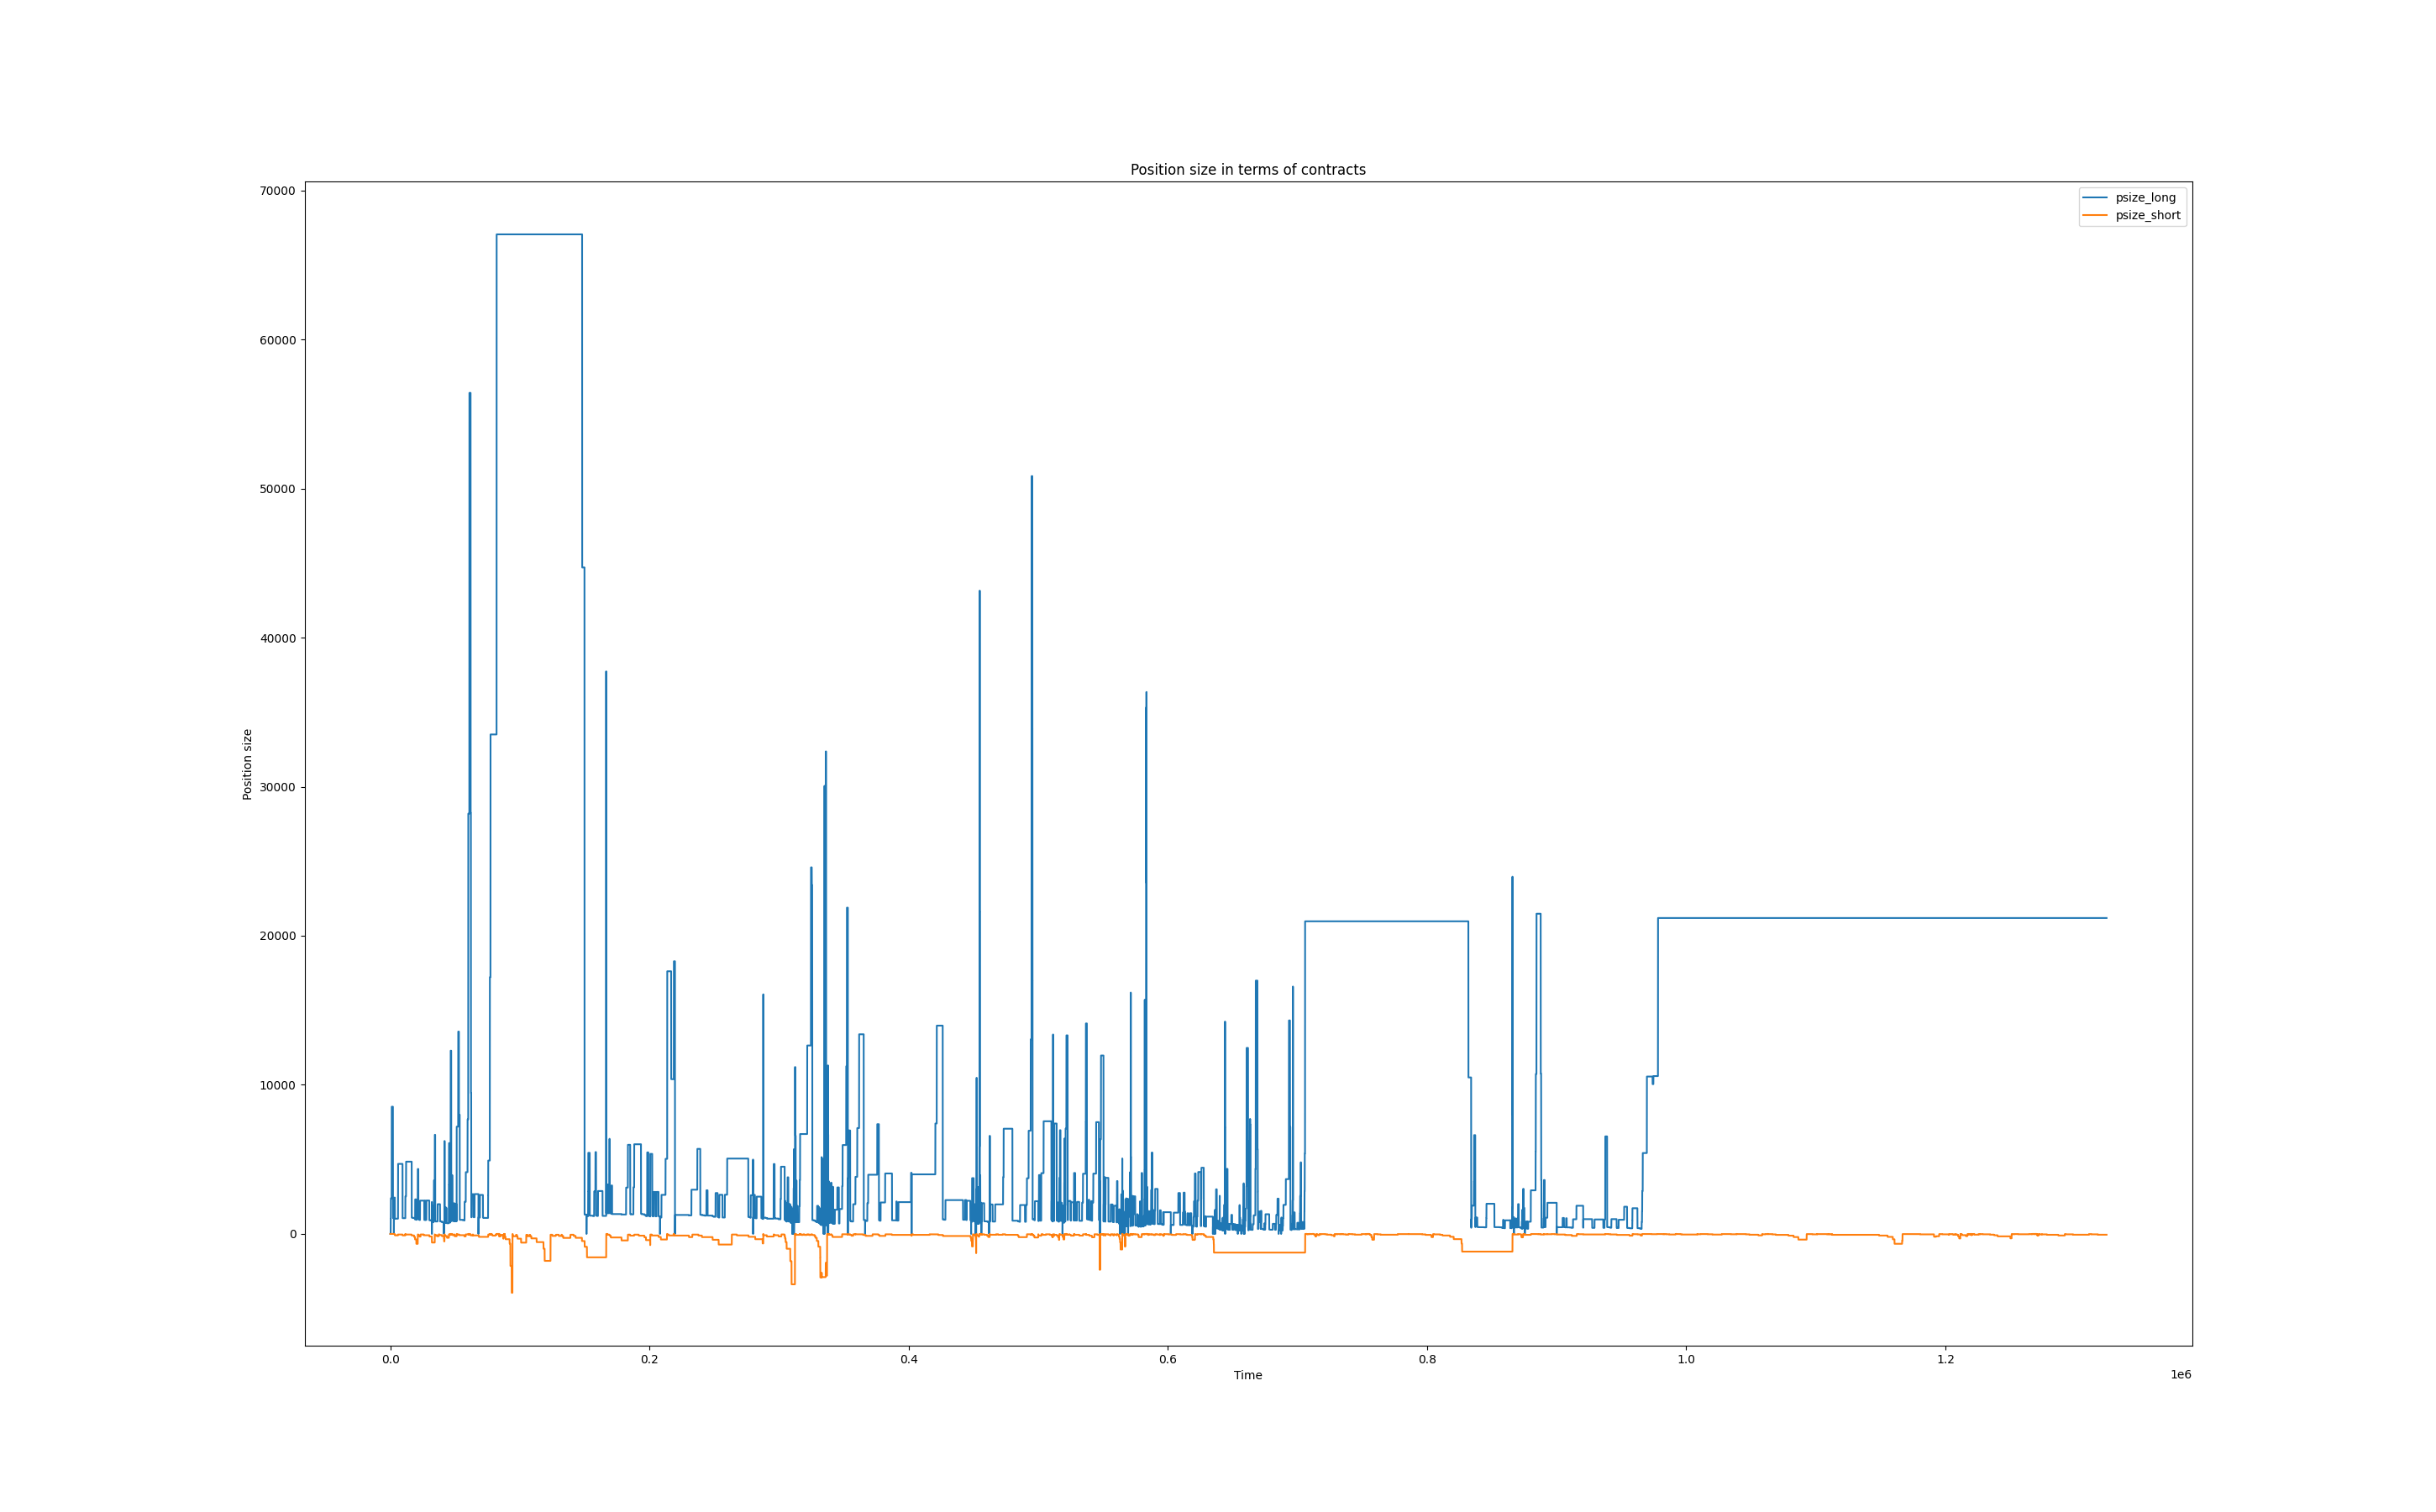 Position size in terms of contracts
psize_long
psize_short
70000
60000
50000
40000
30000
20000
10000
0
Position size
0.0 0.2 0.4 0.6 0.8 1.0 1.2
Time
1e6